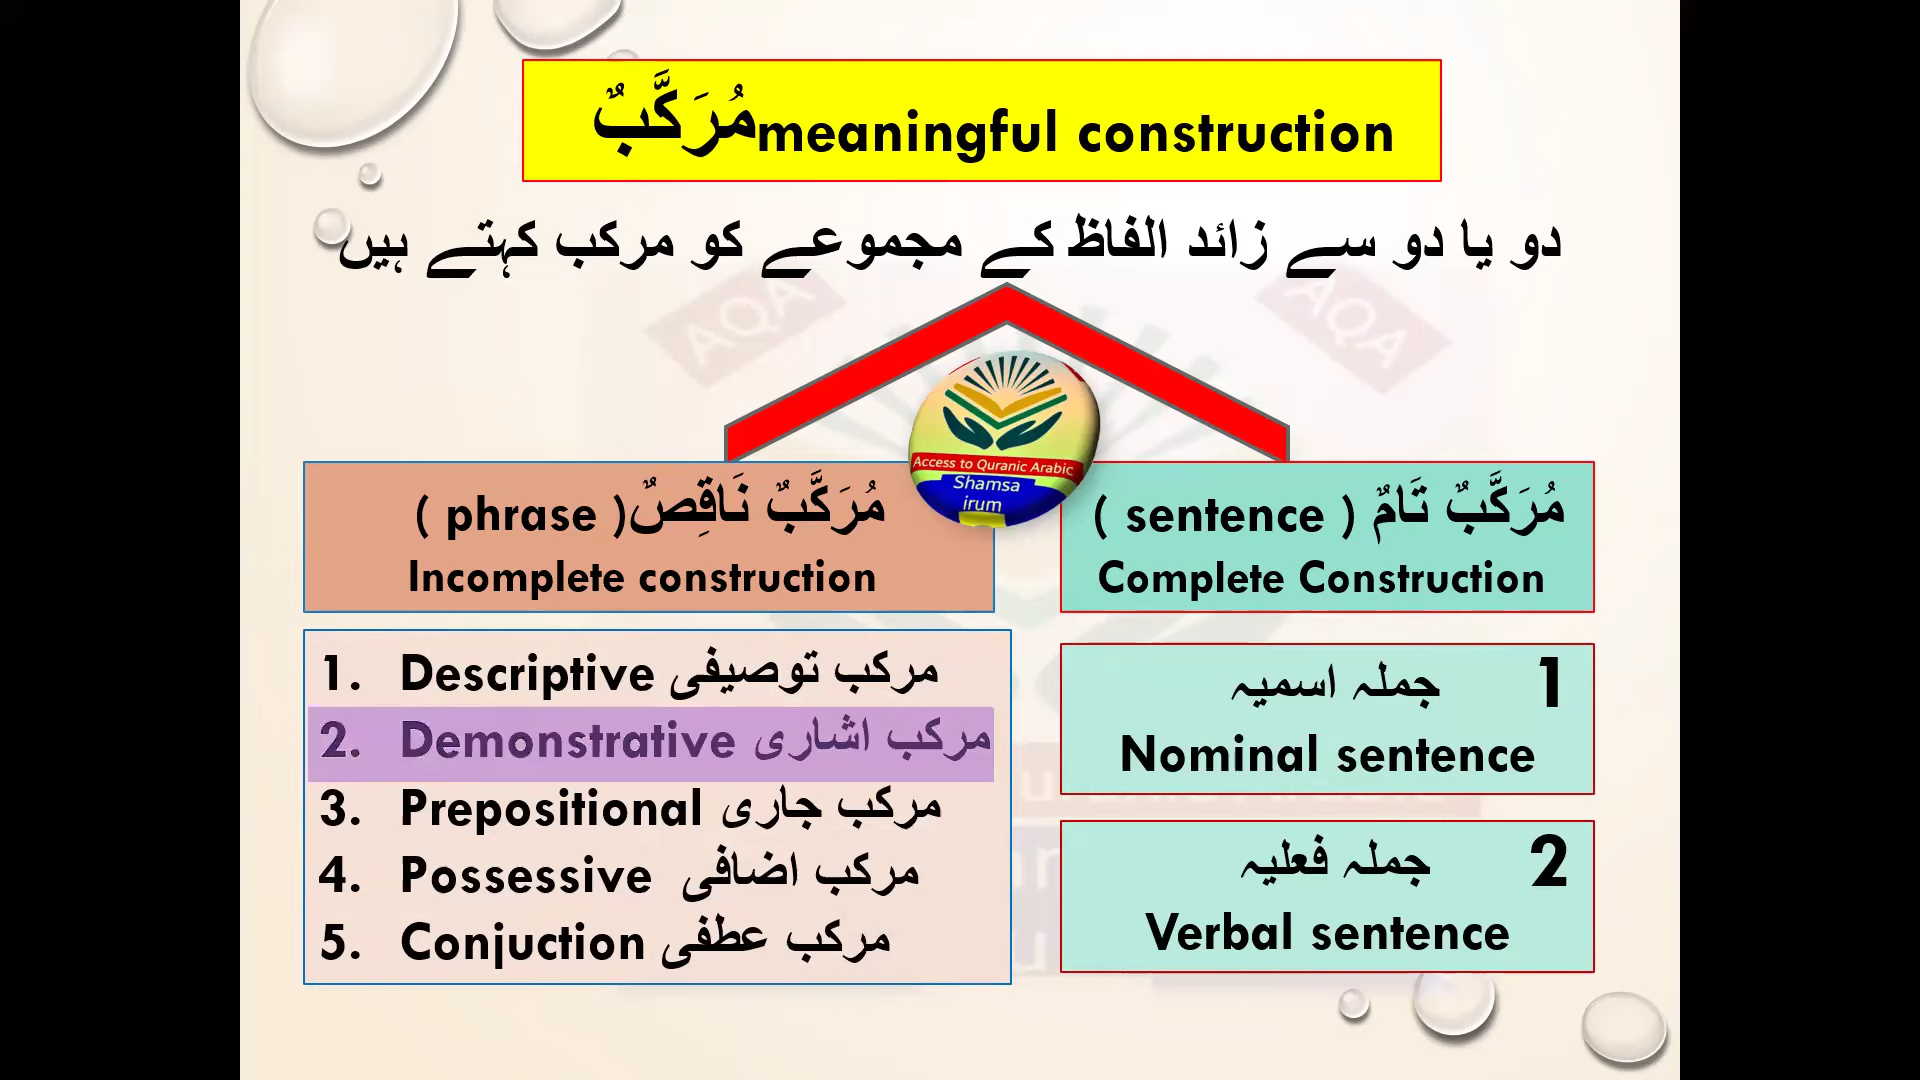 مُرَكَّبٌ meaningful construction
دو یا دو سے زائد الفاظ کے مجموعے کو مرکب کہتے ہیں
AQA AQA
Access to Quranic Arabic
Shamsa
irum
( phrase ) مُرَكَّبٌ نَاقِصٌ
Incomplete construction
1. Descriptive مرکب توصیفی
2. Demonstrative مرکب اشاری
3. Prepositional مرکب جاری
4. Possessive مرکب اضافی
5. Conjuction مرکب عطفی
( sentence ) مُرَكَّبٌ تَامٌ
Complete Construction
جملہ اسمیہ 1
Nominal sentence
جملہ فعلیہ 2
Verbal sentence